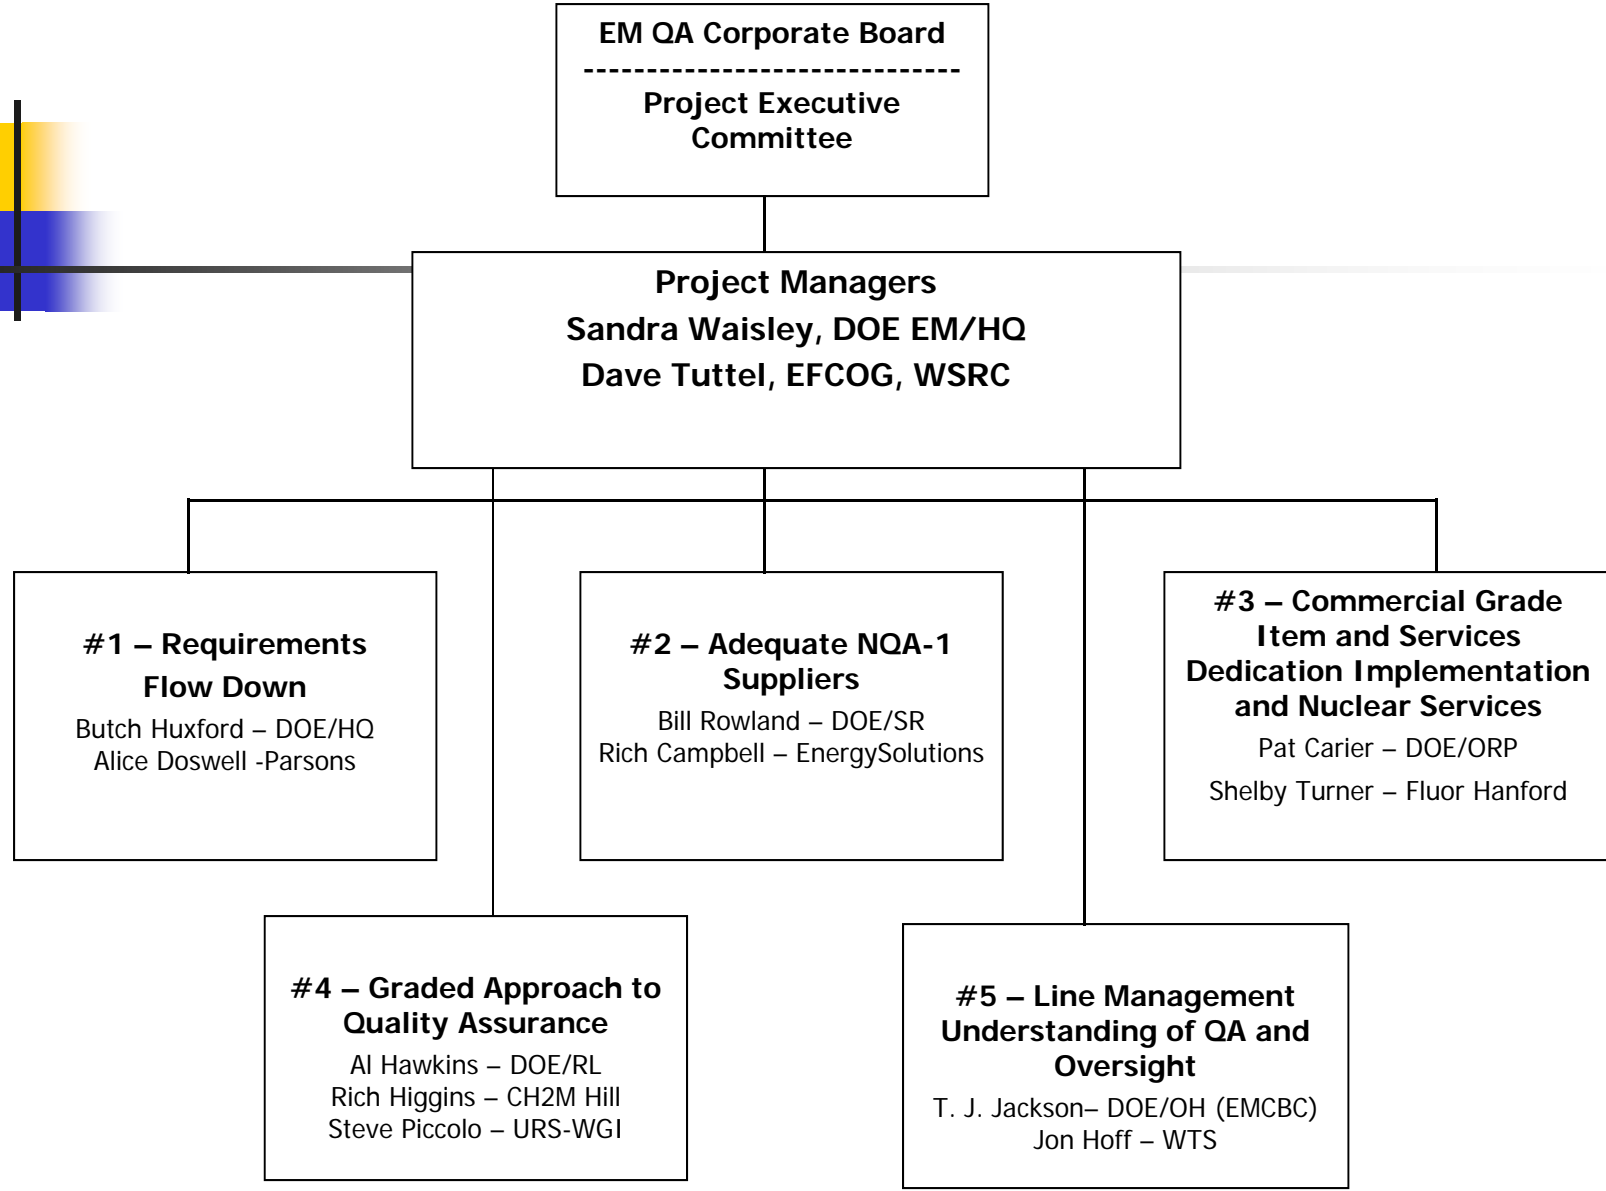 EM QA Corporate Board
------------------------------
Project Executive
Committee
Project Managers
Sandra Waisley, DOE EM/HQ
Dave Tuttel, EFCOG, WSRC
#1 – Requirements
Flow Down
Butch Huxford – DOE/HQ
Alice Doswell -Parsons
#2 – Adequate NQA-1
Suppliers
Bill Rowland – DOE/SR
Rich Campbell – EnergySolutions
#3 – Commercial Grade
Item and Services
Dedication Implementation
and Nuclear Services
Pat Carier – DOE/ORP
Shelby Turner – Fluor Hanford
#4 – Graded Approach to
Quality Assurance
Al Hawkins – DOE/RL
Rich Higgins – CH2M Hill
Steve Piccolo – URS-WGI
#5 – Line Management
Understanding of QA and
Oversight
T. J. Jackson– DOE/OH (EMCBC)
Jon Hoff – WTS